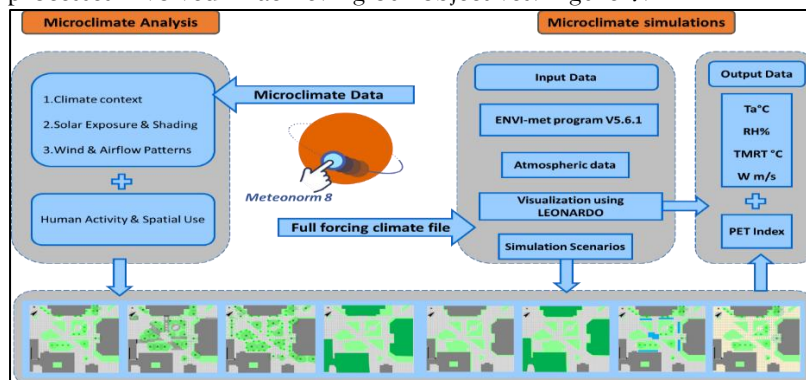 Microclimate Analysis
Microclimate simulations
1.Climate context
2.Solar Exposure & Shading
3.Wind & Airflow Patterns
Human Activity & Spatial Use
Microclimate Data
Meteonorm 8
Full forcing climate file
Input Data
ENVI-met program V5.6.1
Atmospheric data
Visualization using
LEONARDO
Simulation Scenarios
Output Data
Ta°C
RH%
TMRT °C
W m/s
PET Index